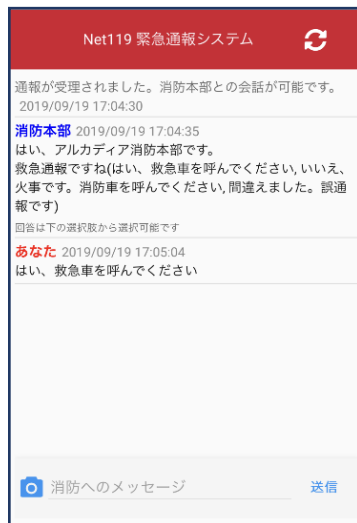 Net119 緊急通報システム
通報が受理されました。消防本部との会話が可能です。
2019/09/19 17:04:30
消防本部 2019/09/19 17:04:35
はい、アルカディア消防本部です。
救急通報ですね(はい、救急車を呼んでください, いいえ、
火事です。消防車を呼んでください, 間違えました。誤通
報です)
回答は下の選択肢から選択可能です
あなた 2019/09/19 17:05:04
はい、救急車を呼んでください
消防へのメッセージ
送信